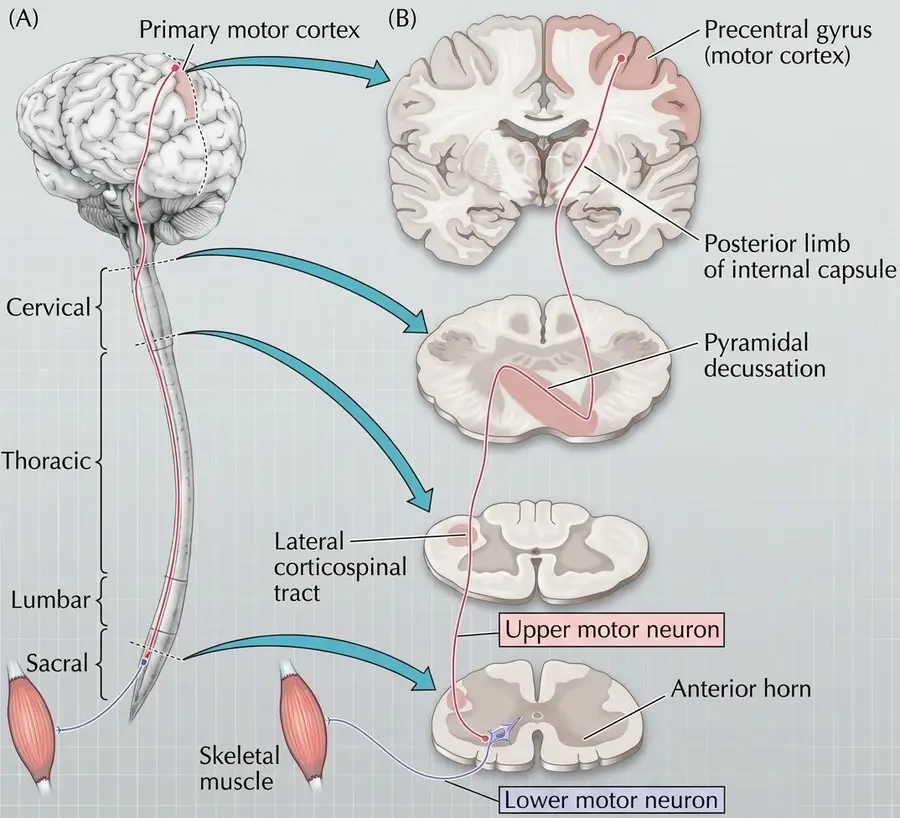 (A)
Primary motor cortex
Cervical
Thoracic
Lumbar
Sacral
(B)
Precentral gyrus
(motor cortex)
Posterior limb
of internal capsule
Pyramidal
decussation
Lateral
corticospinal
tract
Upper motor neuron
Anterior horn
Skeletal
muscle
Lower motor neuron